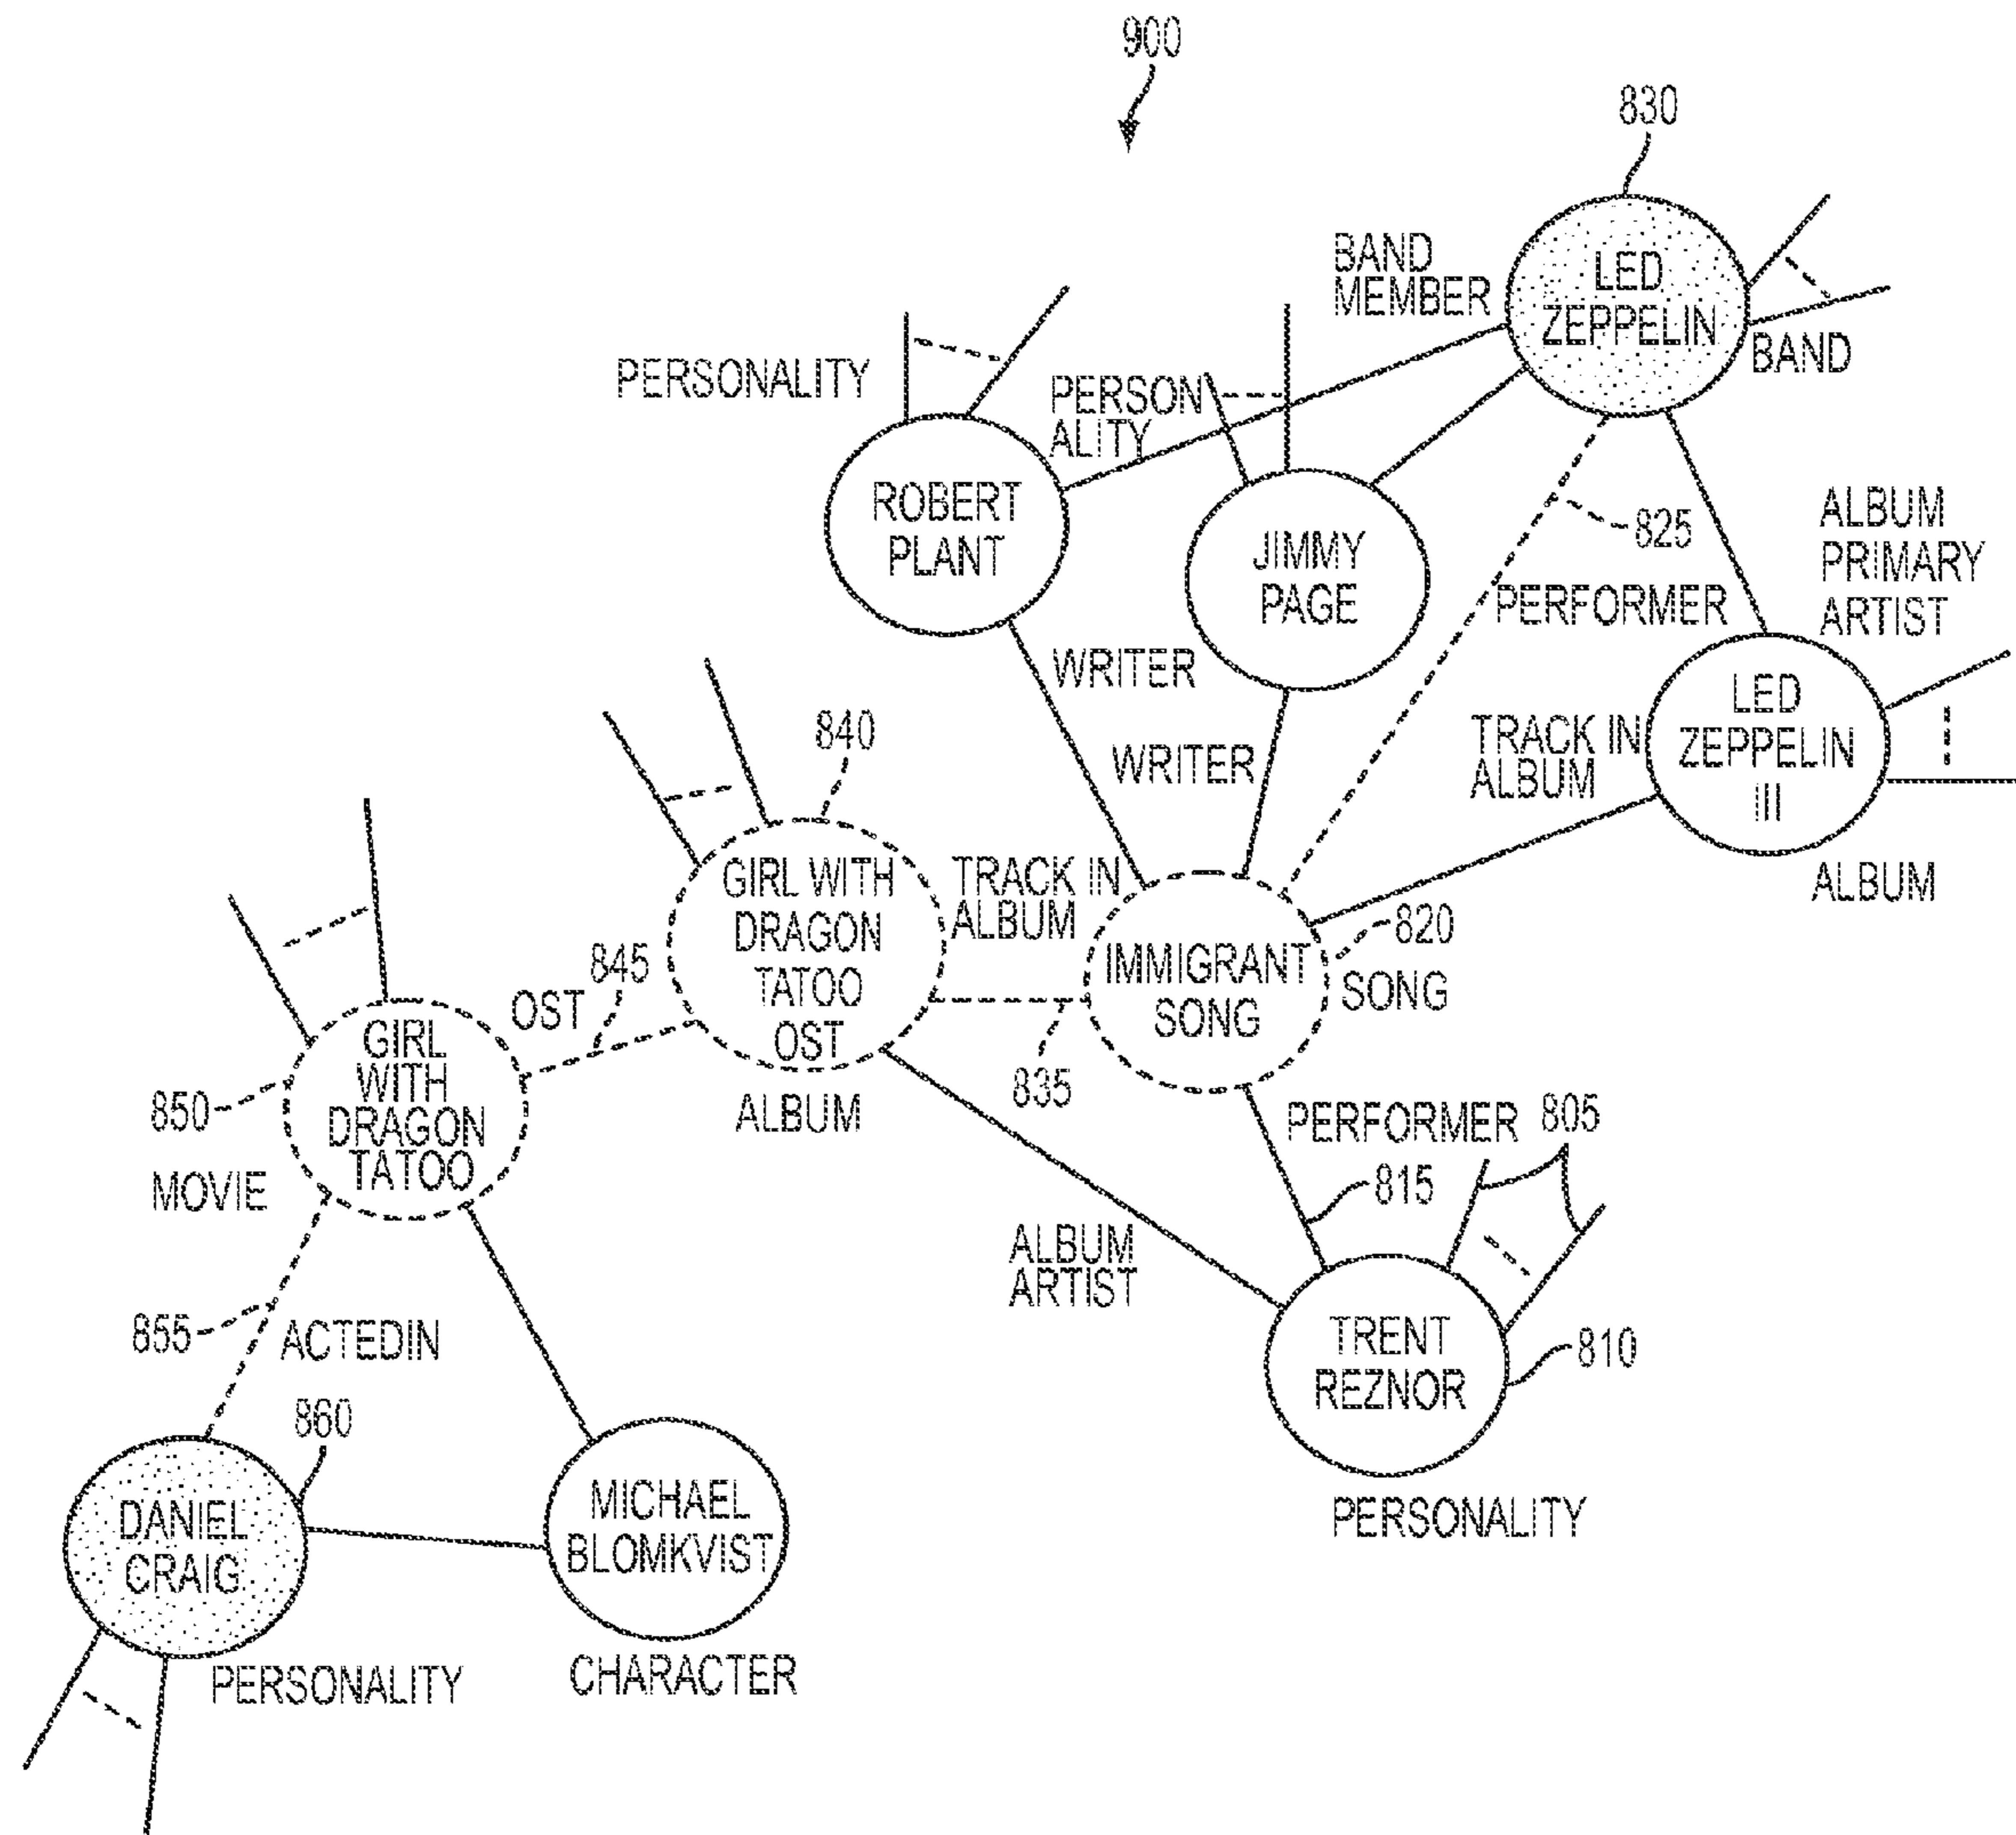 900
830
BAND
MEMBER
LED
ZEPPELIN
BAND
PERSONALITY
PERSON
ALITY
ROBERT
PLANT
JIMMY
PAGE
825
PERFORMER
ALBUM
PRIMARY
ARTIST
WRITER
WRITER
TRACK IN
ALBUM
LED
ZEPPELIN
III
ALBUM
840
GIRL WITH
DRAGON
TATOO
OST
ALBUM
TRACK IN
ALBUM
IMMIGRANT
SONG
820
SONG
835
845
OST
GIRL
WITH
DRAGON
TATOO
850
MOVIE
PERFORMER
805
815
ALBUM
ARTIST
TRENT
REZNOR
810
PERSONALITY
855
ACTEDIN
860
DANIEL
CRAIG
PERSONALITY
MICHAEL
BLOMKVIST
CHARACTER